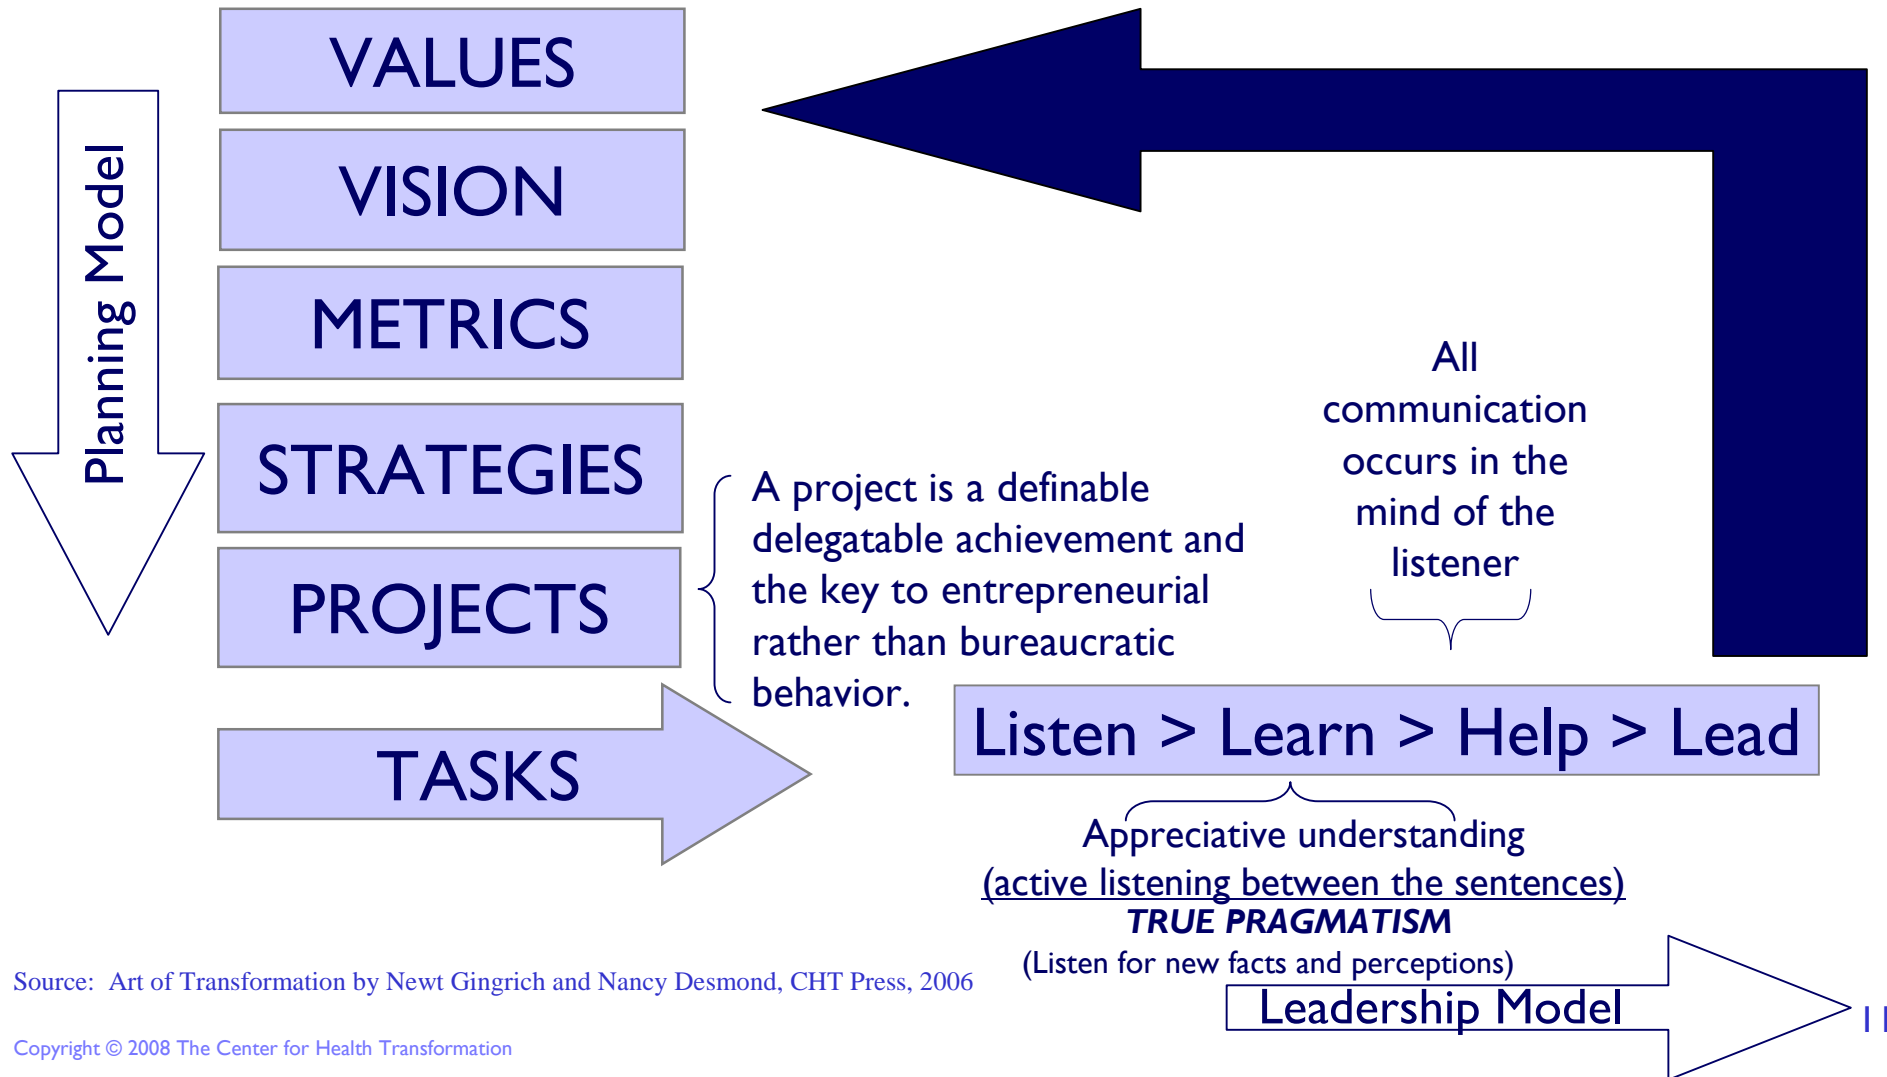 VALUES
VISION
METRICS
STRATEGIES
PROJECTS
TASKS
Planning Model
A project is a definable
delegatable achievement and
the key to entrepreneurial
rather than bureaucratic
behavior.
All
communication
occurs in the
mind of the
listener
Listen > Learn > Help > Lead
Appreciative understanding
(active listening between the sentences)
TRUE PRAGMATISM
(Listen for new facts and perceptions)
Leadership Model
Source: Art of Transformation by Newt Gingrich and Nancy Desmond, CHT Press, 2006
Copyright © 2008 The Center for Health Transformation